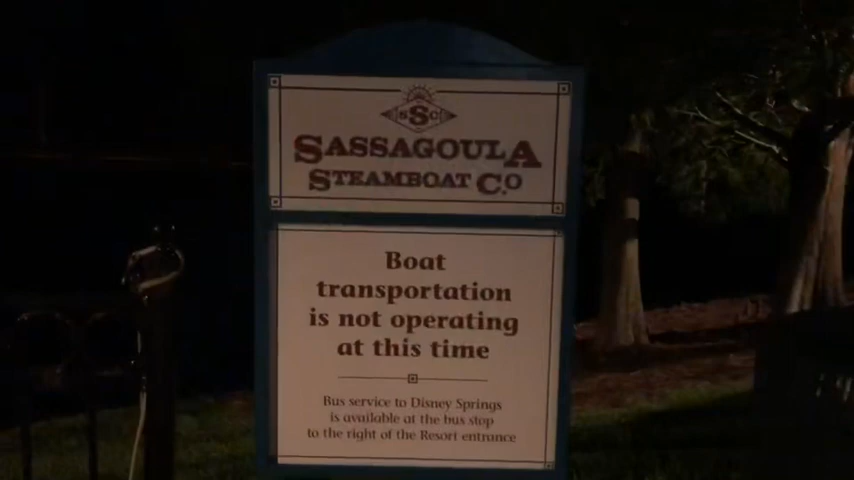 SSC
SASSAGOULA
STEAMBOAT CO.
Boat
transportation
is not operating
at this time
Bus service to Disney Springs
is available at the bus stop
to the right of the Resort entrance